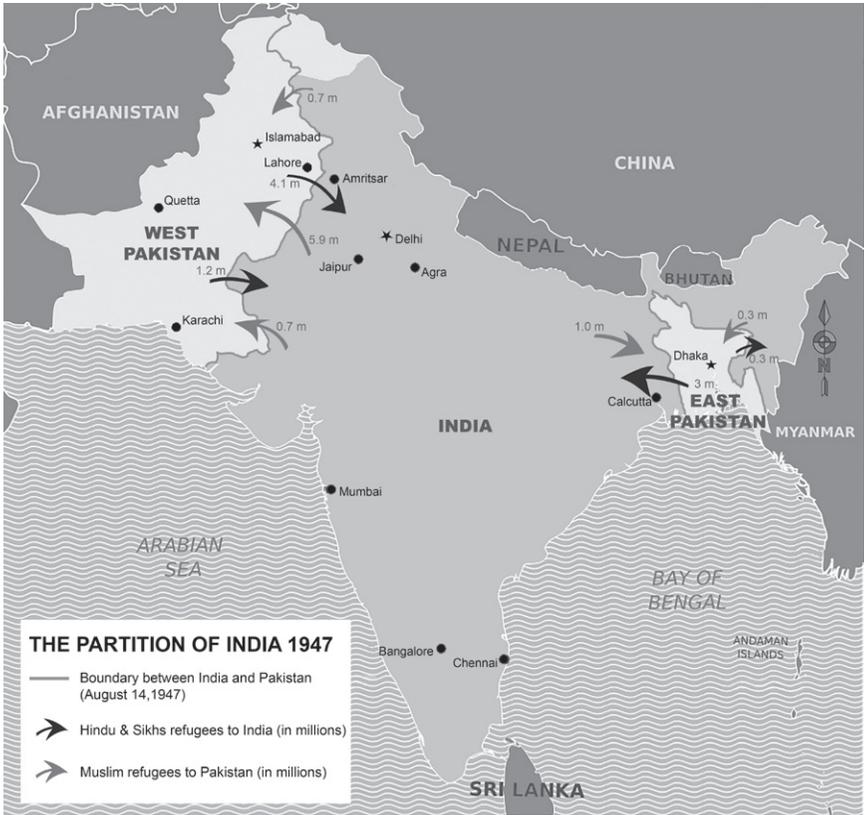 AFGHANISTAN
0.7 m
Islamabad
Lahore
4.1 m
Amritsar
CHINA
Quetta
WEST
PAKISTAN
5.9 m
Delhi
NEPAL
Jaipur
Agra
1.2 m
BHUTAN
Karachi
0.7 m
1.0 m
0.3 m
Dhaka
0.3 m
N
3 m
Calcutta
EAST
PAKISTAN
INDIA
MYANMAR
Mumbai
ARABIAN
SEA
BAY OF
BENGAL
ANDAMAN
ISLANDS
Bangalore
Chennai
SRI LANKA
THE PARTITION OF INDIA 1947
Boundary between India and Pakistan
(August 14,1947)
Hindu & Sikhs refugees to India (in millions)
Muslim refugees to Pakistan (in millions)